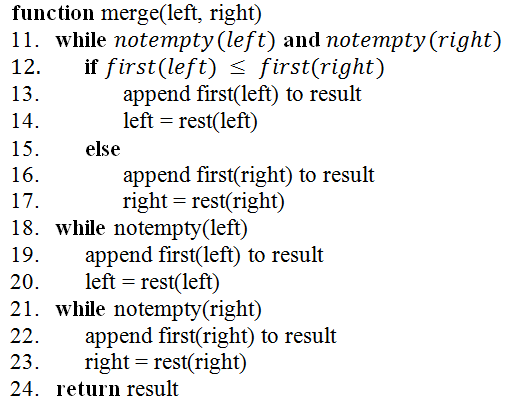 function merge(left, right)
11. while notempty(left) and notempty(right)
12. if first(left) ≤ first(right)
13. append first(left) to result
14. left = rest(left)
15. else
16. append first(right) to result
17. right = rest(right)
18. while notempty(left)
19. append first(left) to result
20. left = rest(left)
21. while notempty(right)
22. append first(right) to result
23. right = rest(right)
24. return result